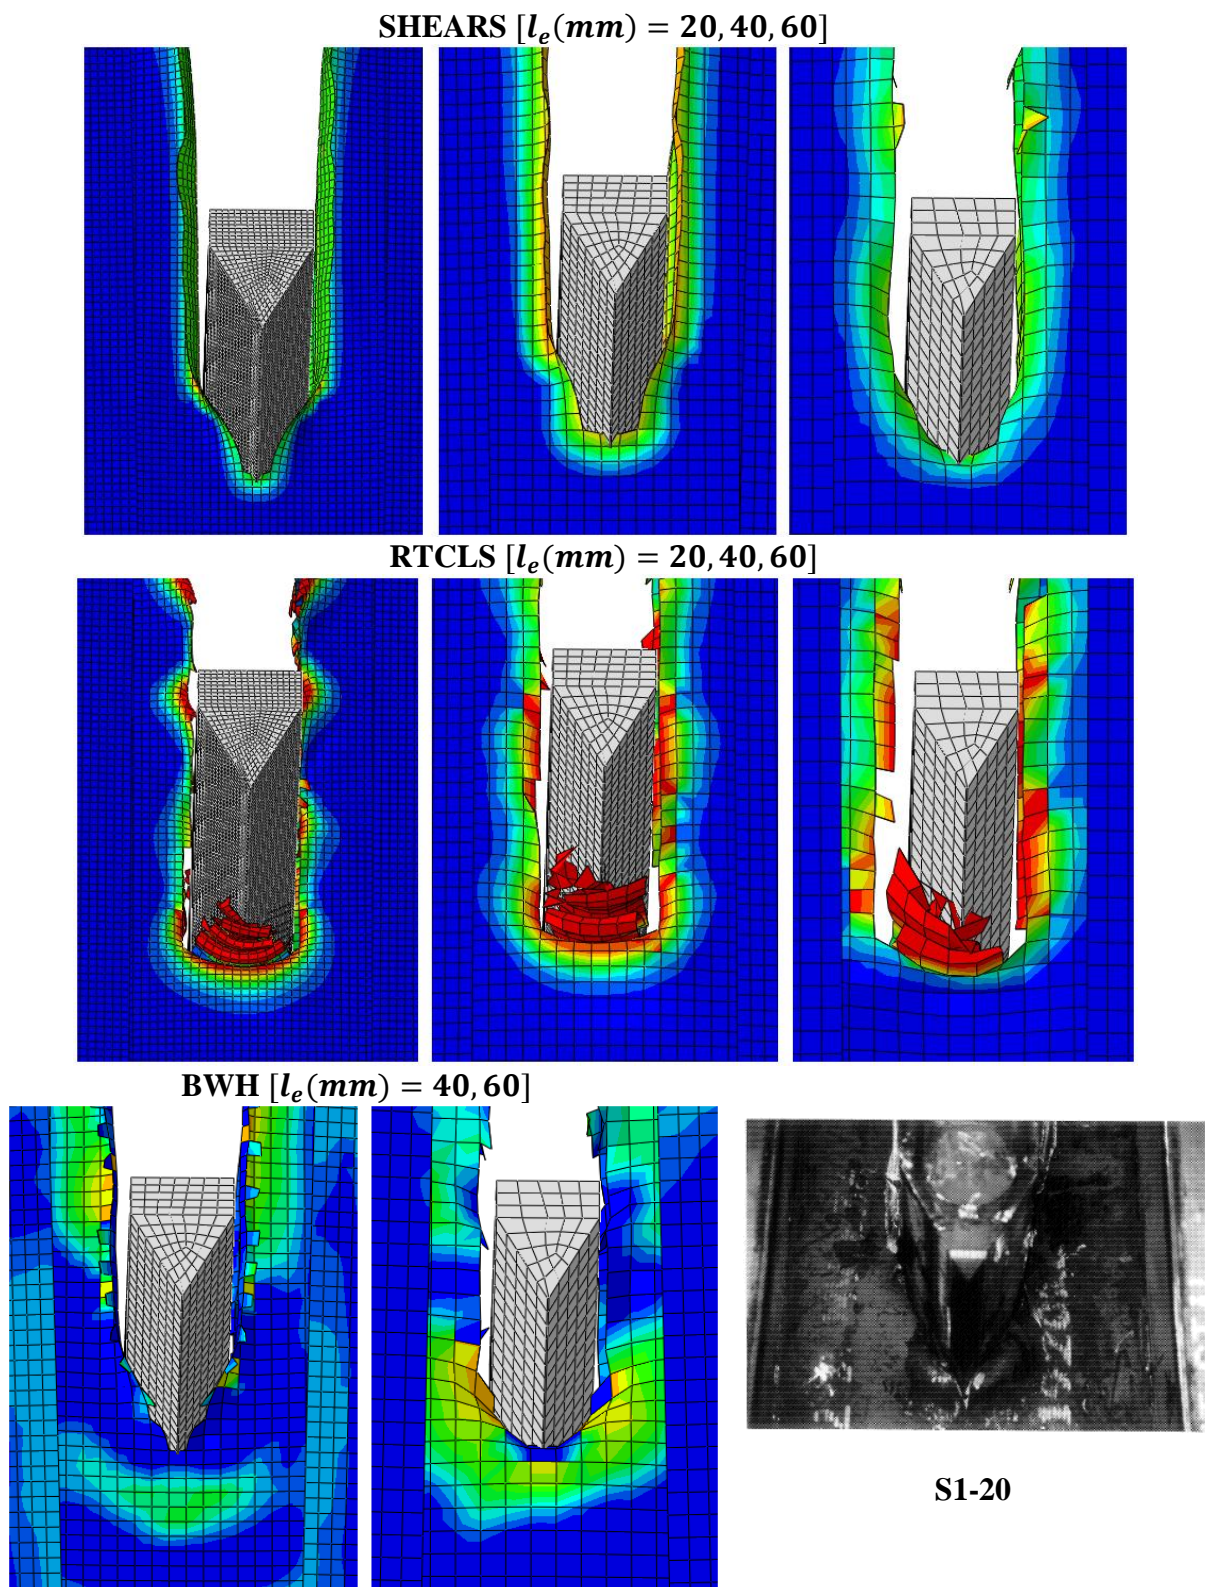 SHEARS [l_e(mm) = 20, 40, 60]
RTCLS [l_e(mm) = 20, 40, 60]
BWH [l_e(mm) = 40, 60]
S1-20